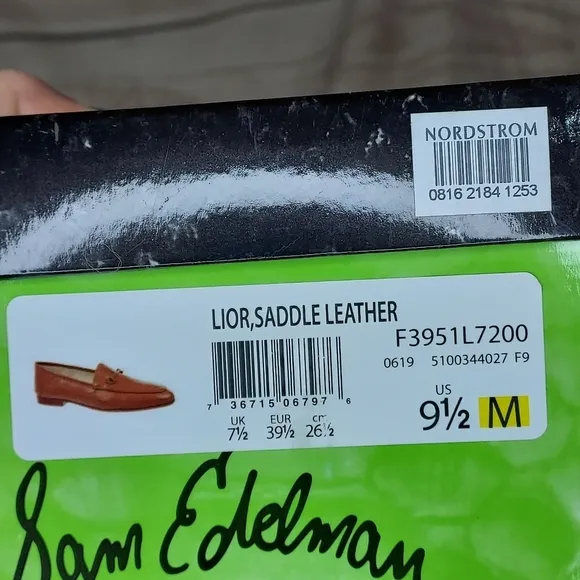 NORDSTROM
0816 2184 1253
LIOR,SADDLE LEATHER
F3951L7200
0619 5100344027 F9
7 36715 06797 6
UK EUR cm
7½ 39½ 26½
US
9½ M
Sam Edelman